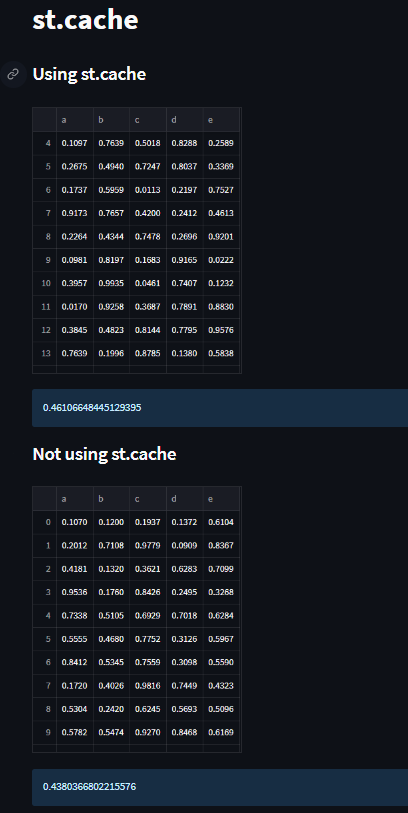 st.cache
Using st.cache
a b c d e
4 0.1097 0.7639 0.5018 0.8288 0.2589
5 0.2675 0.4940 0.7247 0.8037 0.3369
6 0.1737 0.5959 0.0113 0.2197 0.7527
7 0.9173 0.7657 0.4200 0.2412 0.4613
8 0.2264 0.4344 0.7478 0.2696 0.9201
9 0.0981 0.8197 0.1683 0.9165 0.0222
10 0.3957 0.9935 0.0461 0.7407 0.1232
11 0.0170 0.9258 0.3687 0.7891 0.8830
12 0.3845 0.4823 0.8144 0.7795 0.9576
13 0.7639 0.1996 0.8785 0.1380 0.5838
0.46106648445129395
Not using st.cache
a b c d e
0 0.1070 0.1200 0.1937 0.1372 0.6104
1 0.2012 0.7108 0.9779 0.0909 0.8367
2 0.4181 0.1320 0.3621 0.6283 0.7099
3 0.9536 0.1760 0.8426 0.2495 0.3268
4 0.7338 0.5105 0.6929 0.7018 0.6284
5 0.5555 0.4680 0.7752 0.3126 0.5967
6 0.8412 0.5345 0.7559 0.3098 0.5590
7 0.1720 0.4026 0.9816 0.7449 0.4323
8 0.5304 0.2420 0.6245 0.5693 0.5096
9 0.5782 0.5474 0.9270 0.8468 0.6169
0.4380366802215576